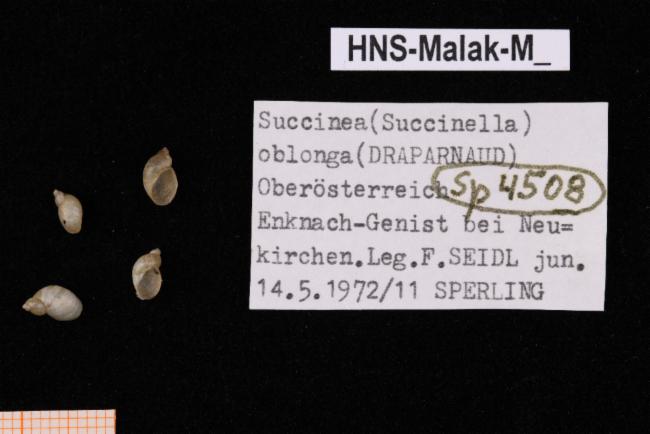 HNS-Malak-M_
Succinea(Succinella)
oblonga(DRAPARNAUD)
Oberösterreich Sp 4508
Enknach-Genist bei Neu=
kirchen.Leg.F.SEIDL jun.
14.5.1972/11 SPERLING